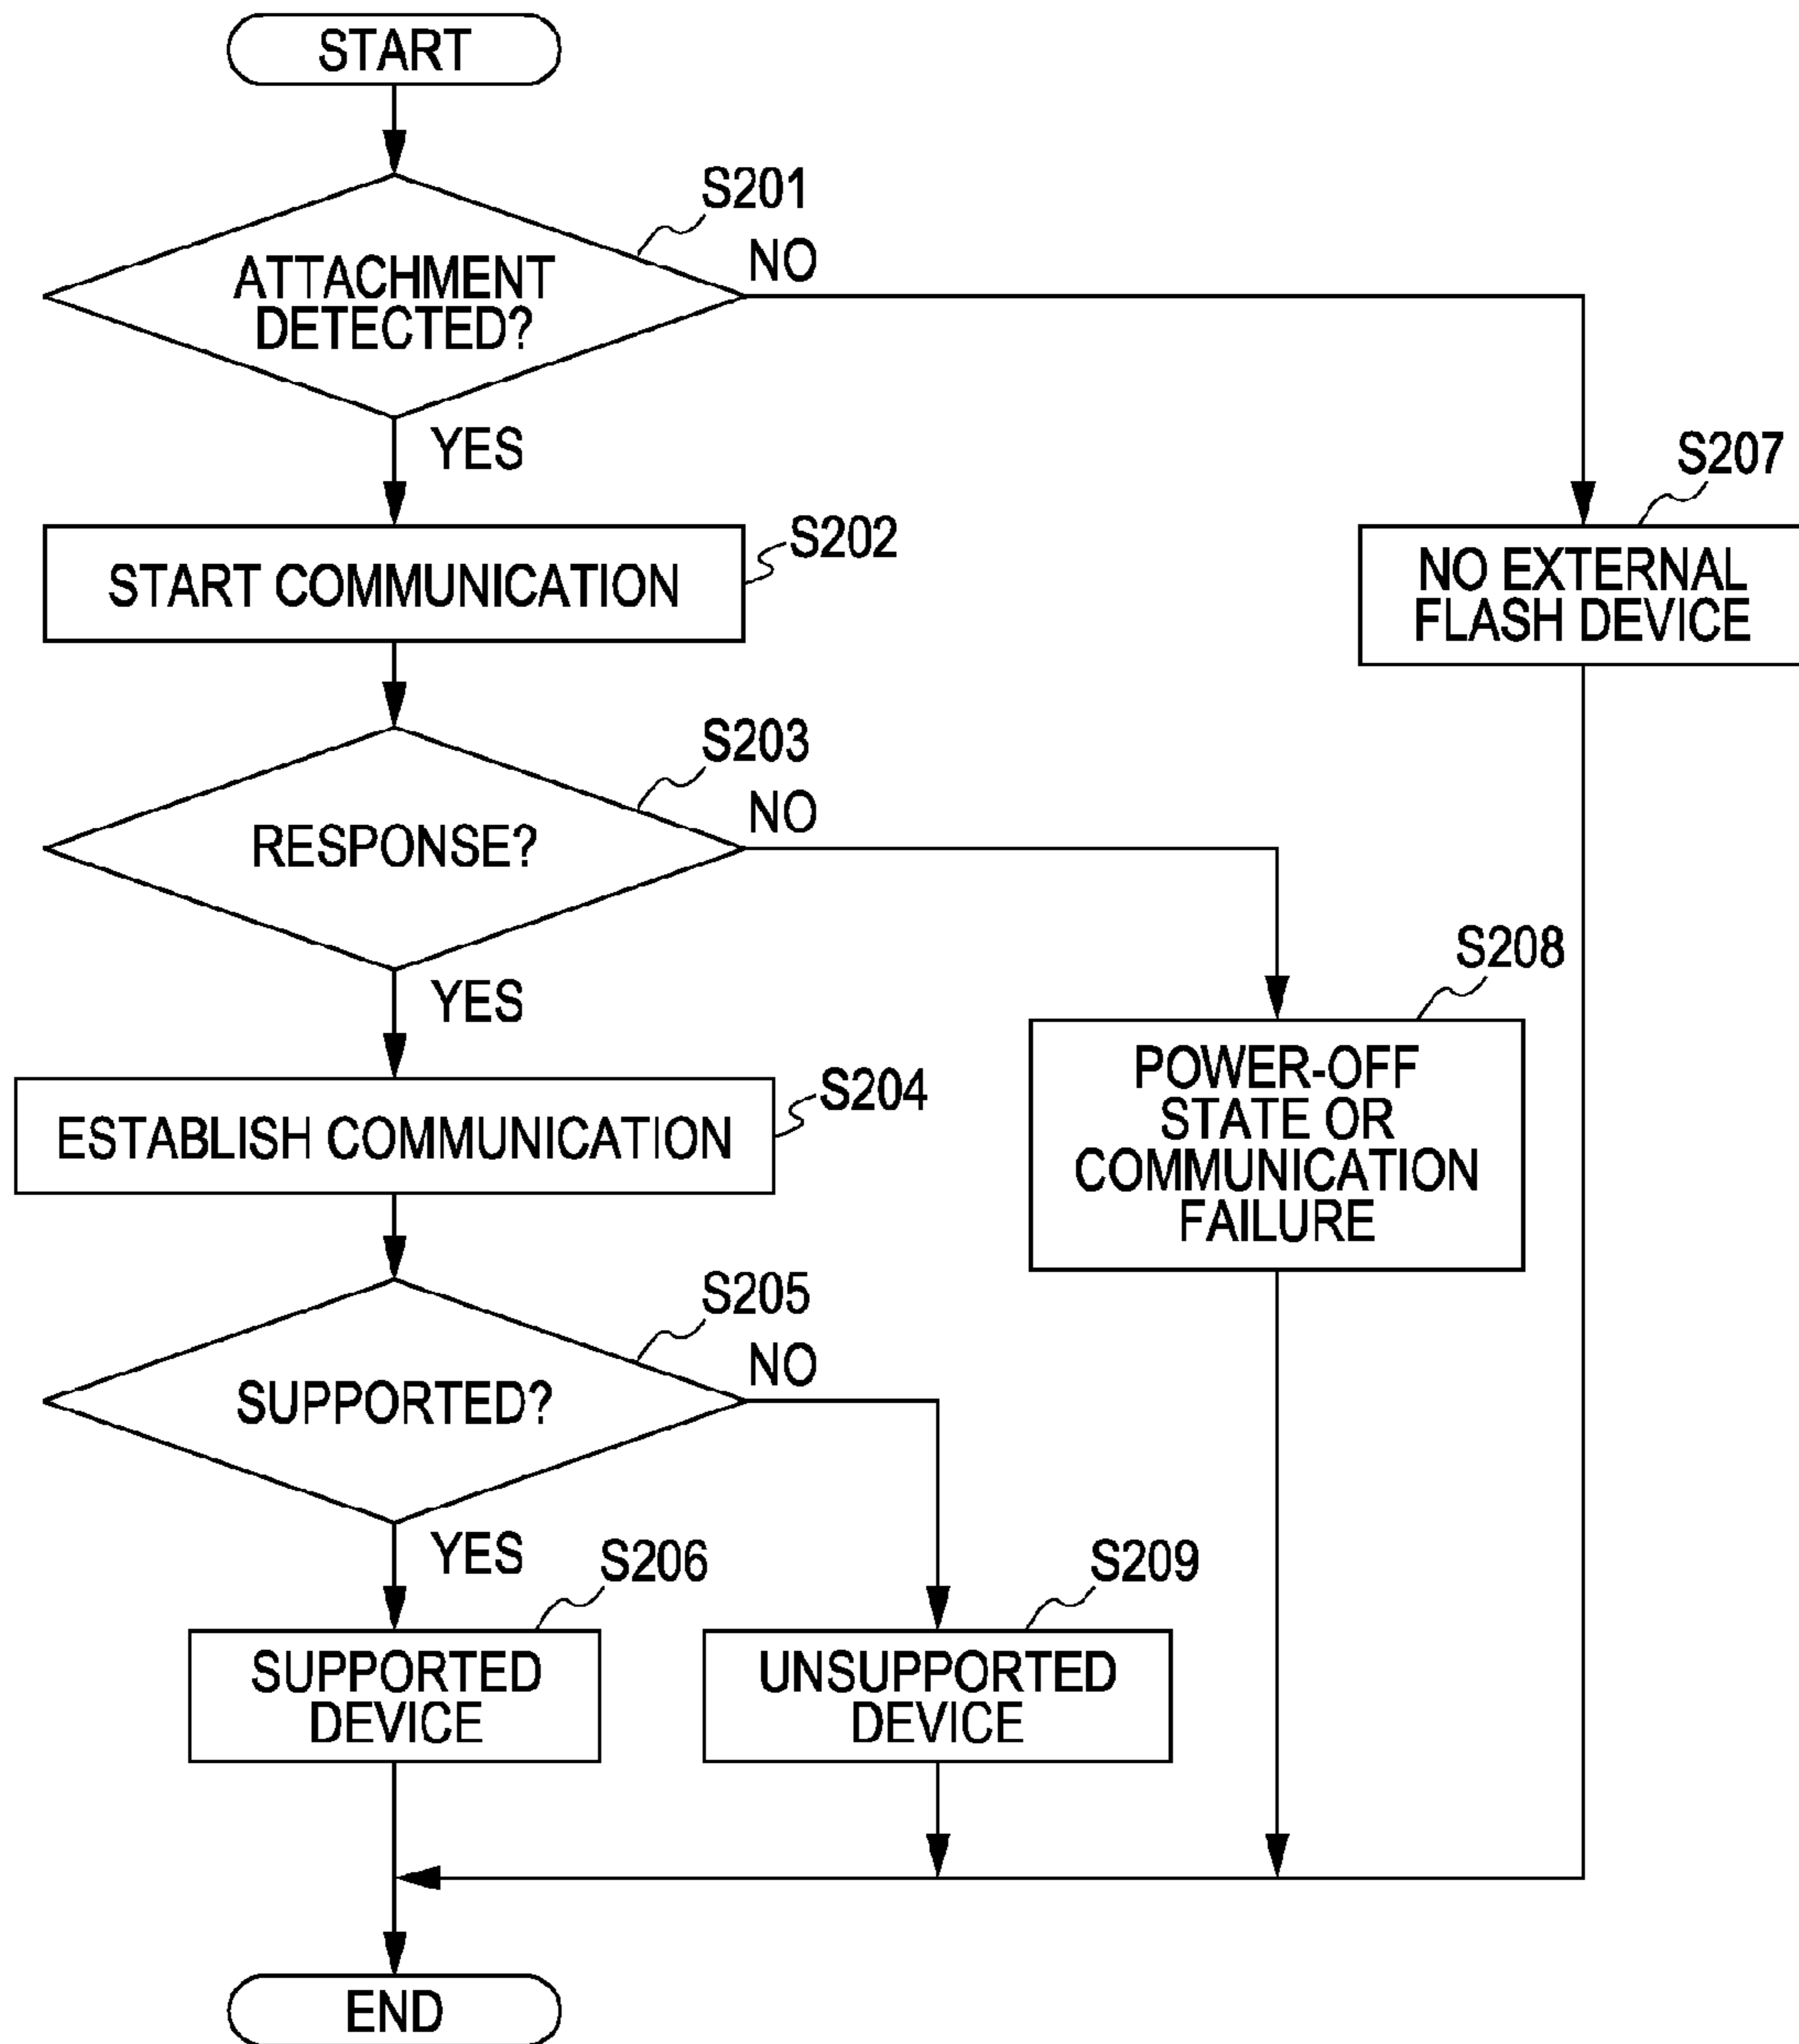 START
S201
ATTACHMENT
DETECTED?
NO
YES
S207
S202
START COMMUNICATION
NO EXTERNAL
FLASH DEVICE
S203
RESPONSE?
NO
YES
S208
POWER-OFF
STATE OR
COMMUNICATION
FAILURE
S204
ESTABLISH COMMUNICATION
S205
SUPPORTED?
NO
YES
S206
S209
SUPPORTED
DEVICE
UNSUPPORTED
DEVICE
END